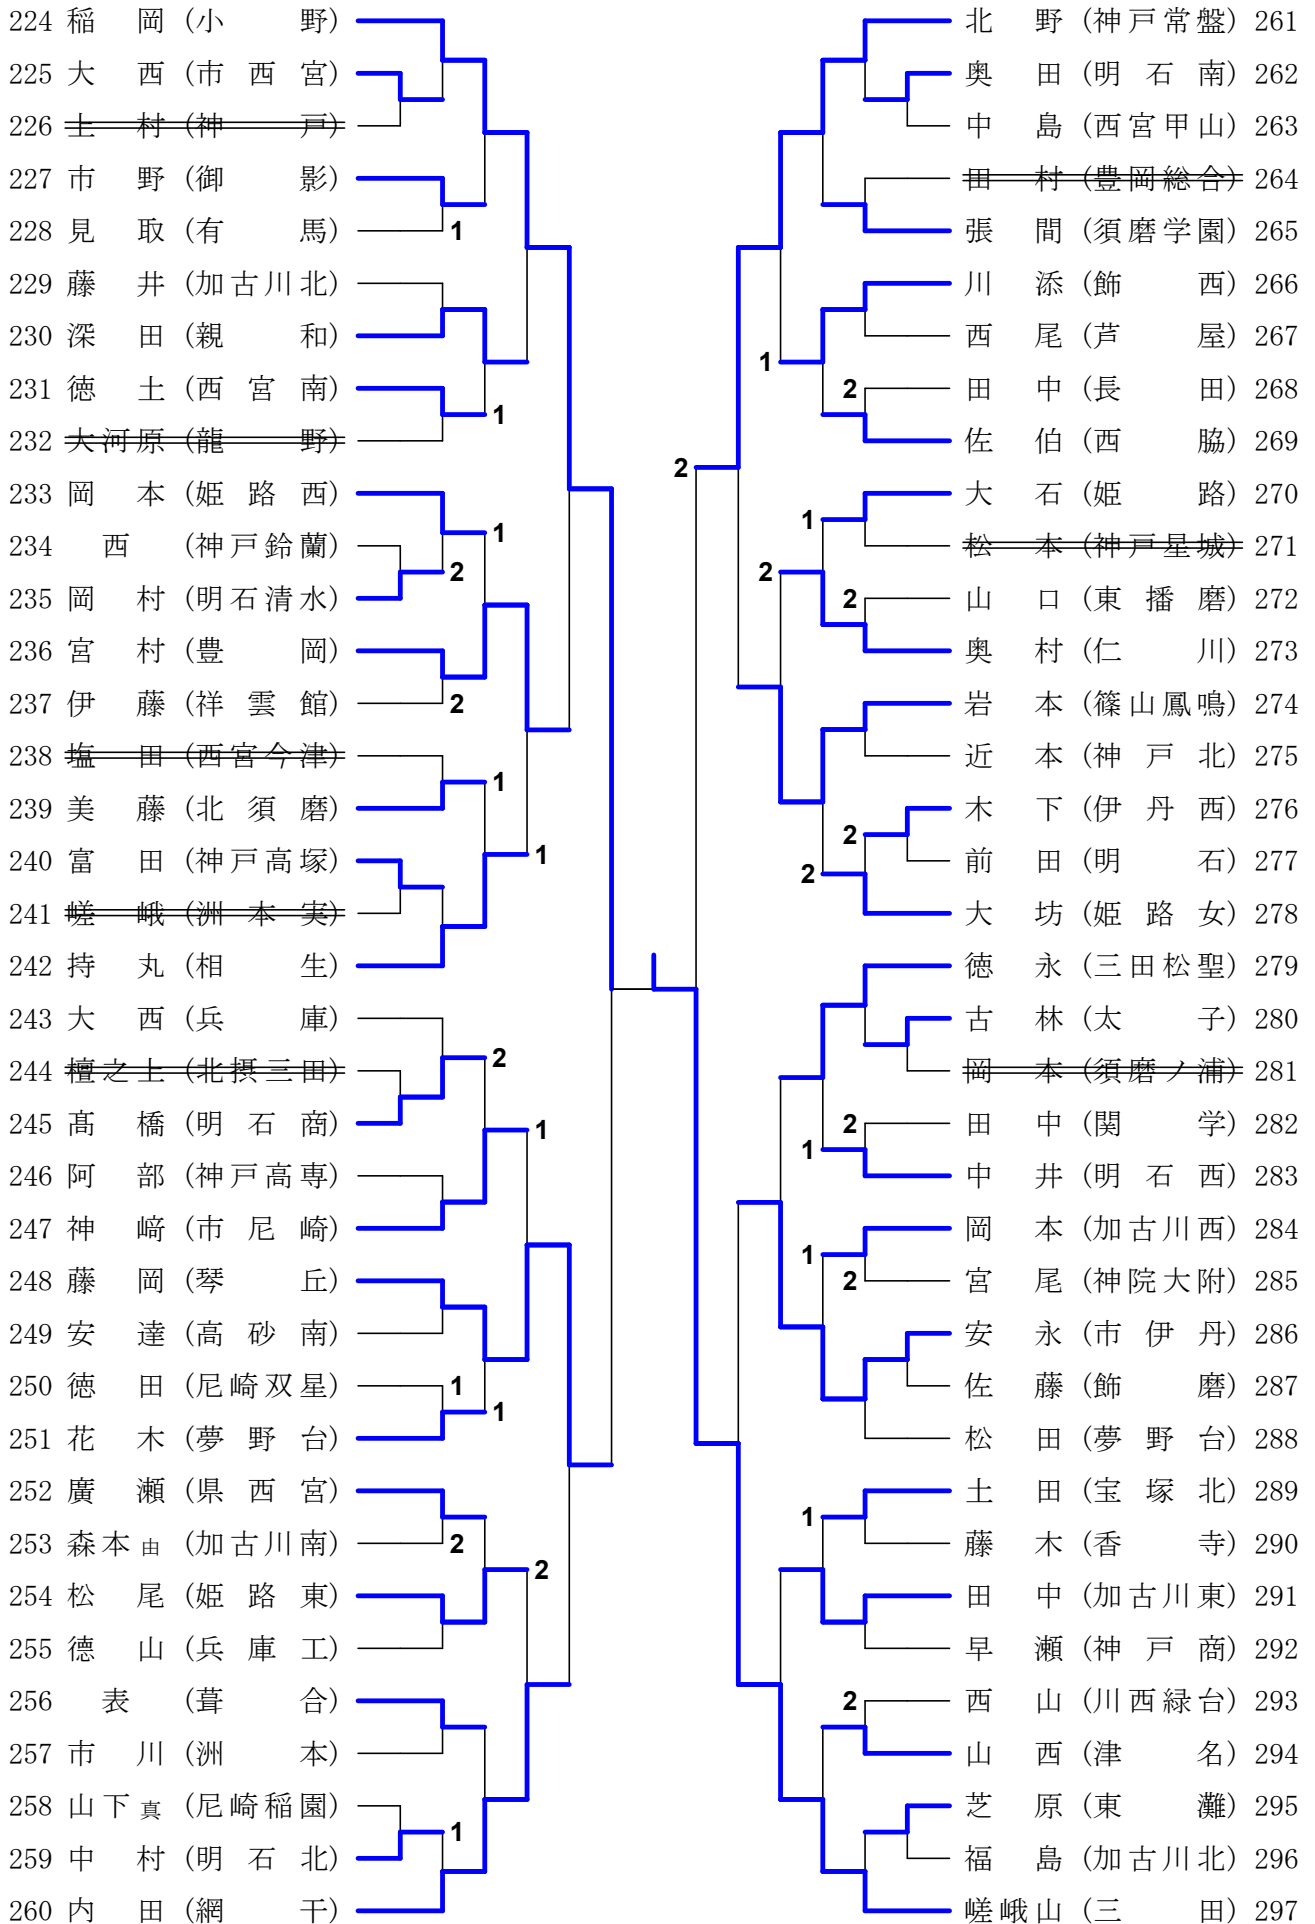 224 稲岡 (小野)
225 大西 (市西宮)
226 上村 (神戸)
227 市野 (御影)
228 見取 (有馬)
1
229 藤井 (加古川北)
230 深田 (親和)
231 徳土 (西宮南)
1
232 大河原 (龍野)
233 岡本 (姫路西)
1
234 西 (神戸鈴蘭)
2
235 岡村 (明石清水)
236 宮村 (豊岡)
237 伊藤 (祥雲館)
2
238 塩田 (西宮今津)
1
239 美藤 (北須磨)
240 富田 (神戸高塚)
1
241 嵯峨 (洲本実)
242 持丸 (相生)
243 大西 (兵庫)
2
244 檀之上 (北摂三田)
245 髙橋 (明石商)
1
246 阿部 (神戸高専)
247 神﨑 (市尼崎)
248 藤岡 (琴丘)
249 安達 (高砂南)
250 徳田 (尼崎双星)
1
1
251 花木 (夢野台)
252 廣瀬 (県西宮)
253 森本由 (加古川南)
2
2
254 松尾 (姫路東)
255 德山 (兵庫工)
256 表 (葺合)
257 市川 (洲本)
258 山下真 (尼崎稲園)
1
259 中村 (明石北)
260 内田 (網干)
北野 (神戸常盤) 261
奥田 (明石南) 262
中島 (西宮甲山) 263
田村 (豊岡総合) 264
張間 (須磨学園) 265
川添 (飾西) 266
西尾 (芦屋) 267
1
2
田中 (長田) 268
佐伯 (西脇) 269
2
大石 (姫路) 270
1
松本 (神戸星城) 271
2
2
山口 (東播磨) 272
奥村 (仁川) 273
岩本 (篠山鳳鳴) 274
近本 (神戸北) 275
木下 (伊丹西) 276
2
前田 (明石) 277
2
大坊 (姫路女) 278
徳永 (三田松聖) 279
古林 (太子) 280
岡本 (須磨ノ浦) 281
2
田中 (関学) 282
1
中井 (明石西) 283
岡本 (加古川西) 284
1
2
宮尾 (神院大附) 285
安永 (市伊丹) 286
佐藤 (飾磨) 287
松田 (夢野台) 288
土田 (宝塚北) 289
1
藤木 (香寺) 290
田中 (加古川東) 291
早瀬 (神戸商) 292
2
西山 (川西緑台) 293
山西 (津名) 294
芝原 (東灘) 295
福島 (加古川北) 296
嵯峨山 (三田) 297